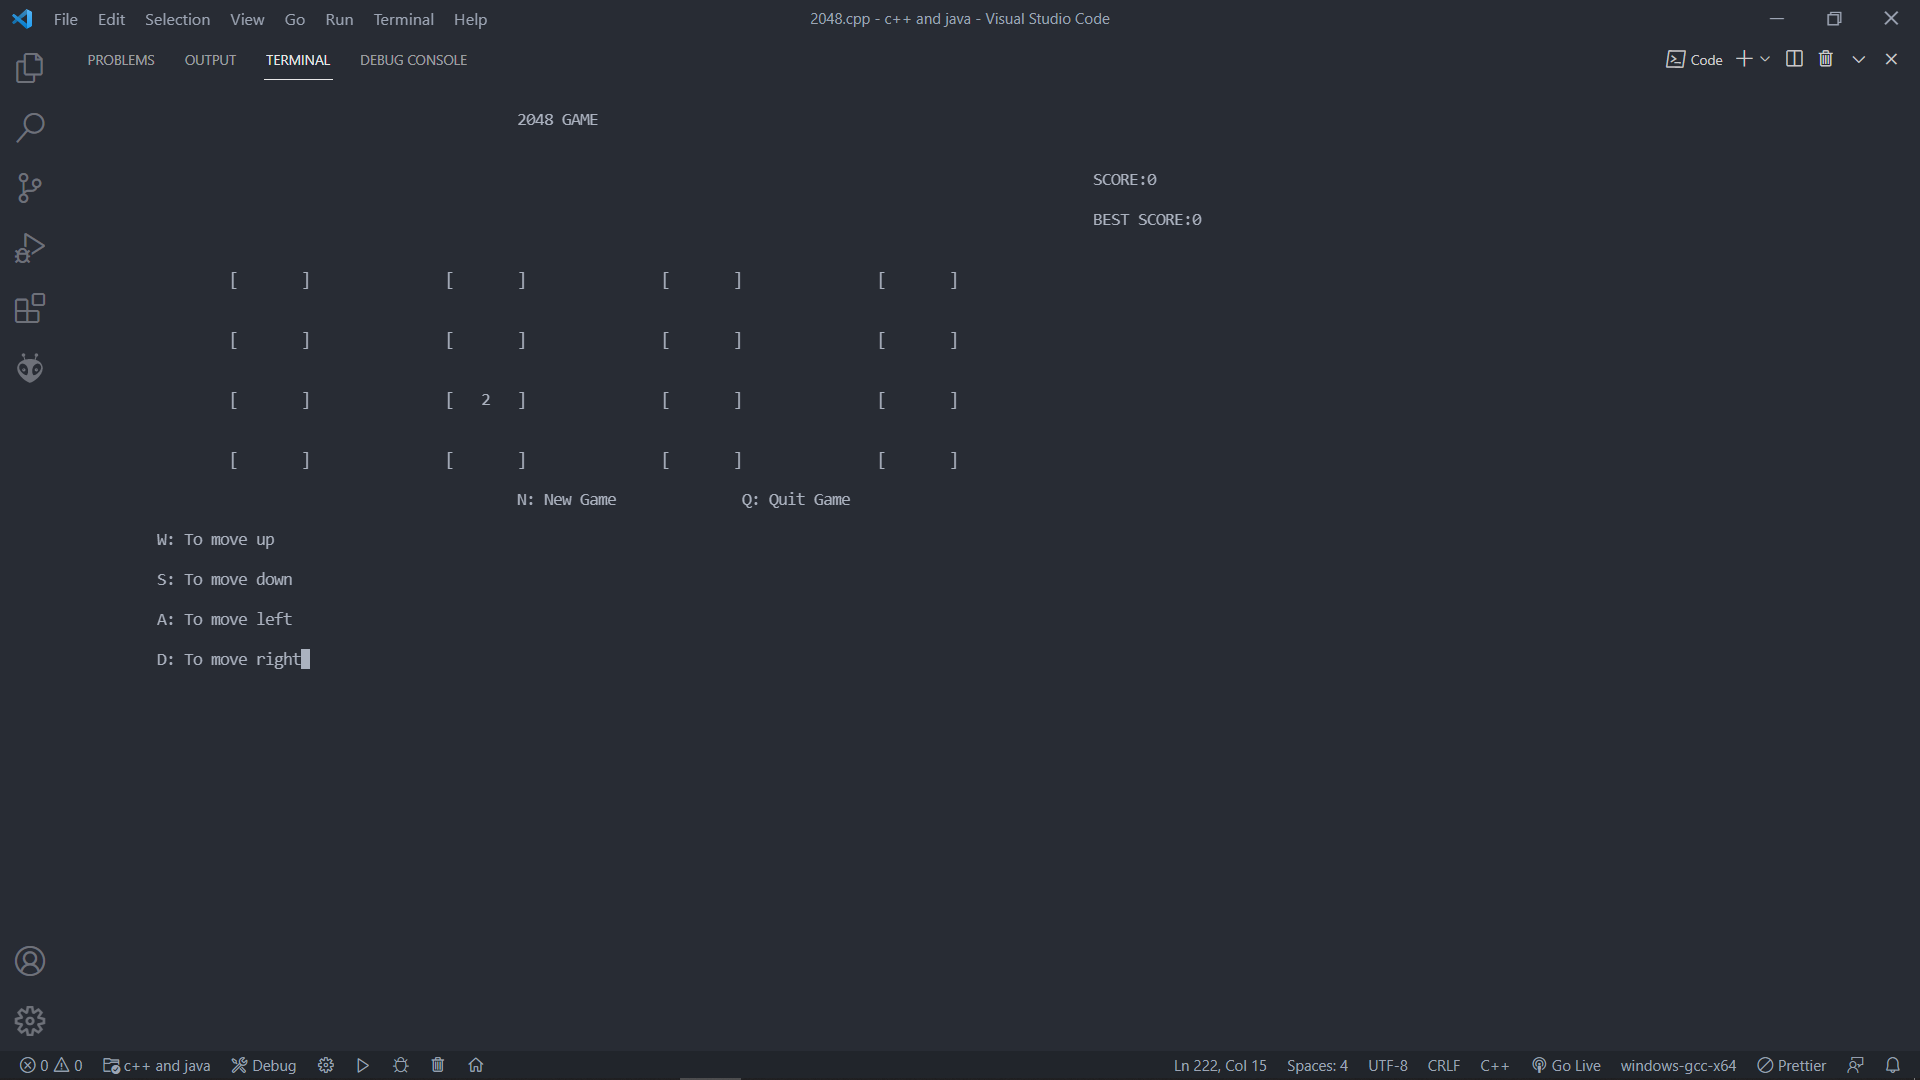 File Edit Selection View Go Run Terminal Help 2048.cpp - c++ and java - Visual Studio Code
PROBLEMS OUTPUT TERMINAL DEBUG CONSOLE Code
2048 GAME
SCORE:0
BEST SCORE:0
[ ] [ ] [ ] [ ]
[ ] [ ] [ ] [ ]
[ ] [ 2 ] [ ] [ ]
[ ] [ ] [ ] [ ]
N: New Game Q: Quit Game
W: To move up
S: To move down
A: To move left
D: To move right
0 0 c++ and java Debug Ln 222, Col 15 Spaces: 4 UTF-8 CRLF C++ Go Live windows-gcc-x64 Prettier